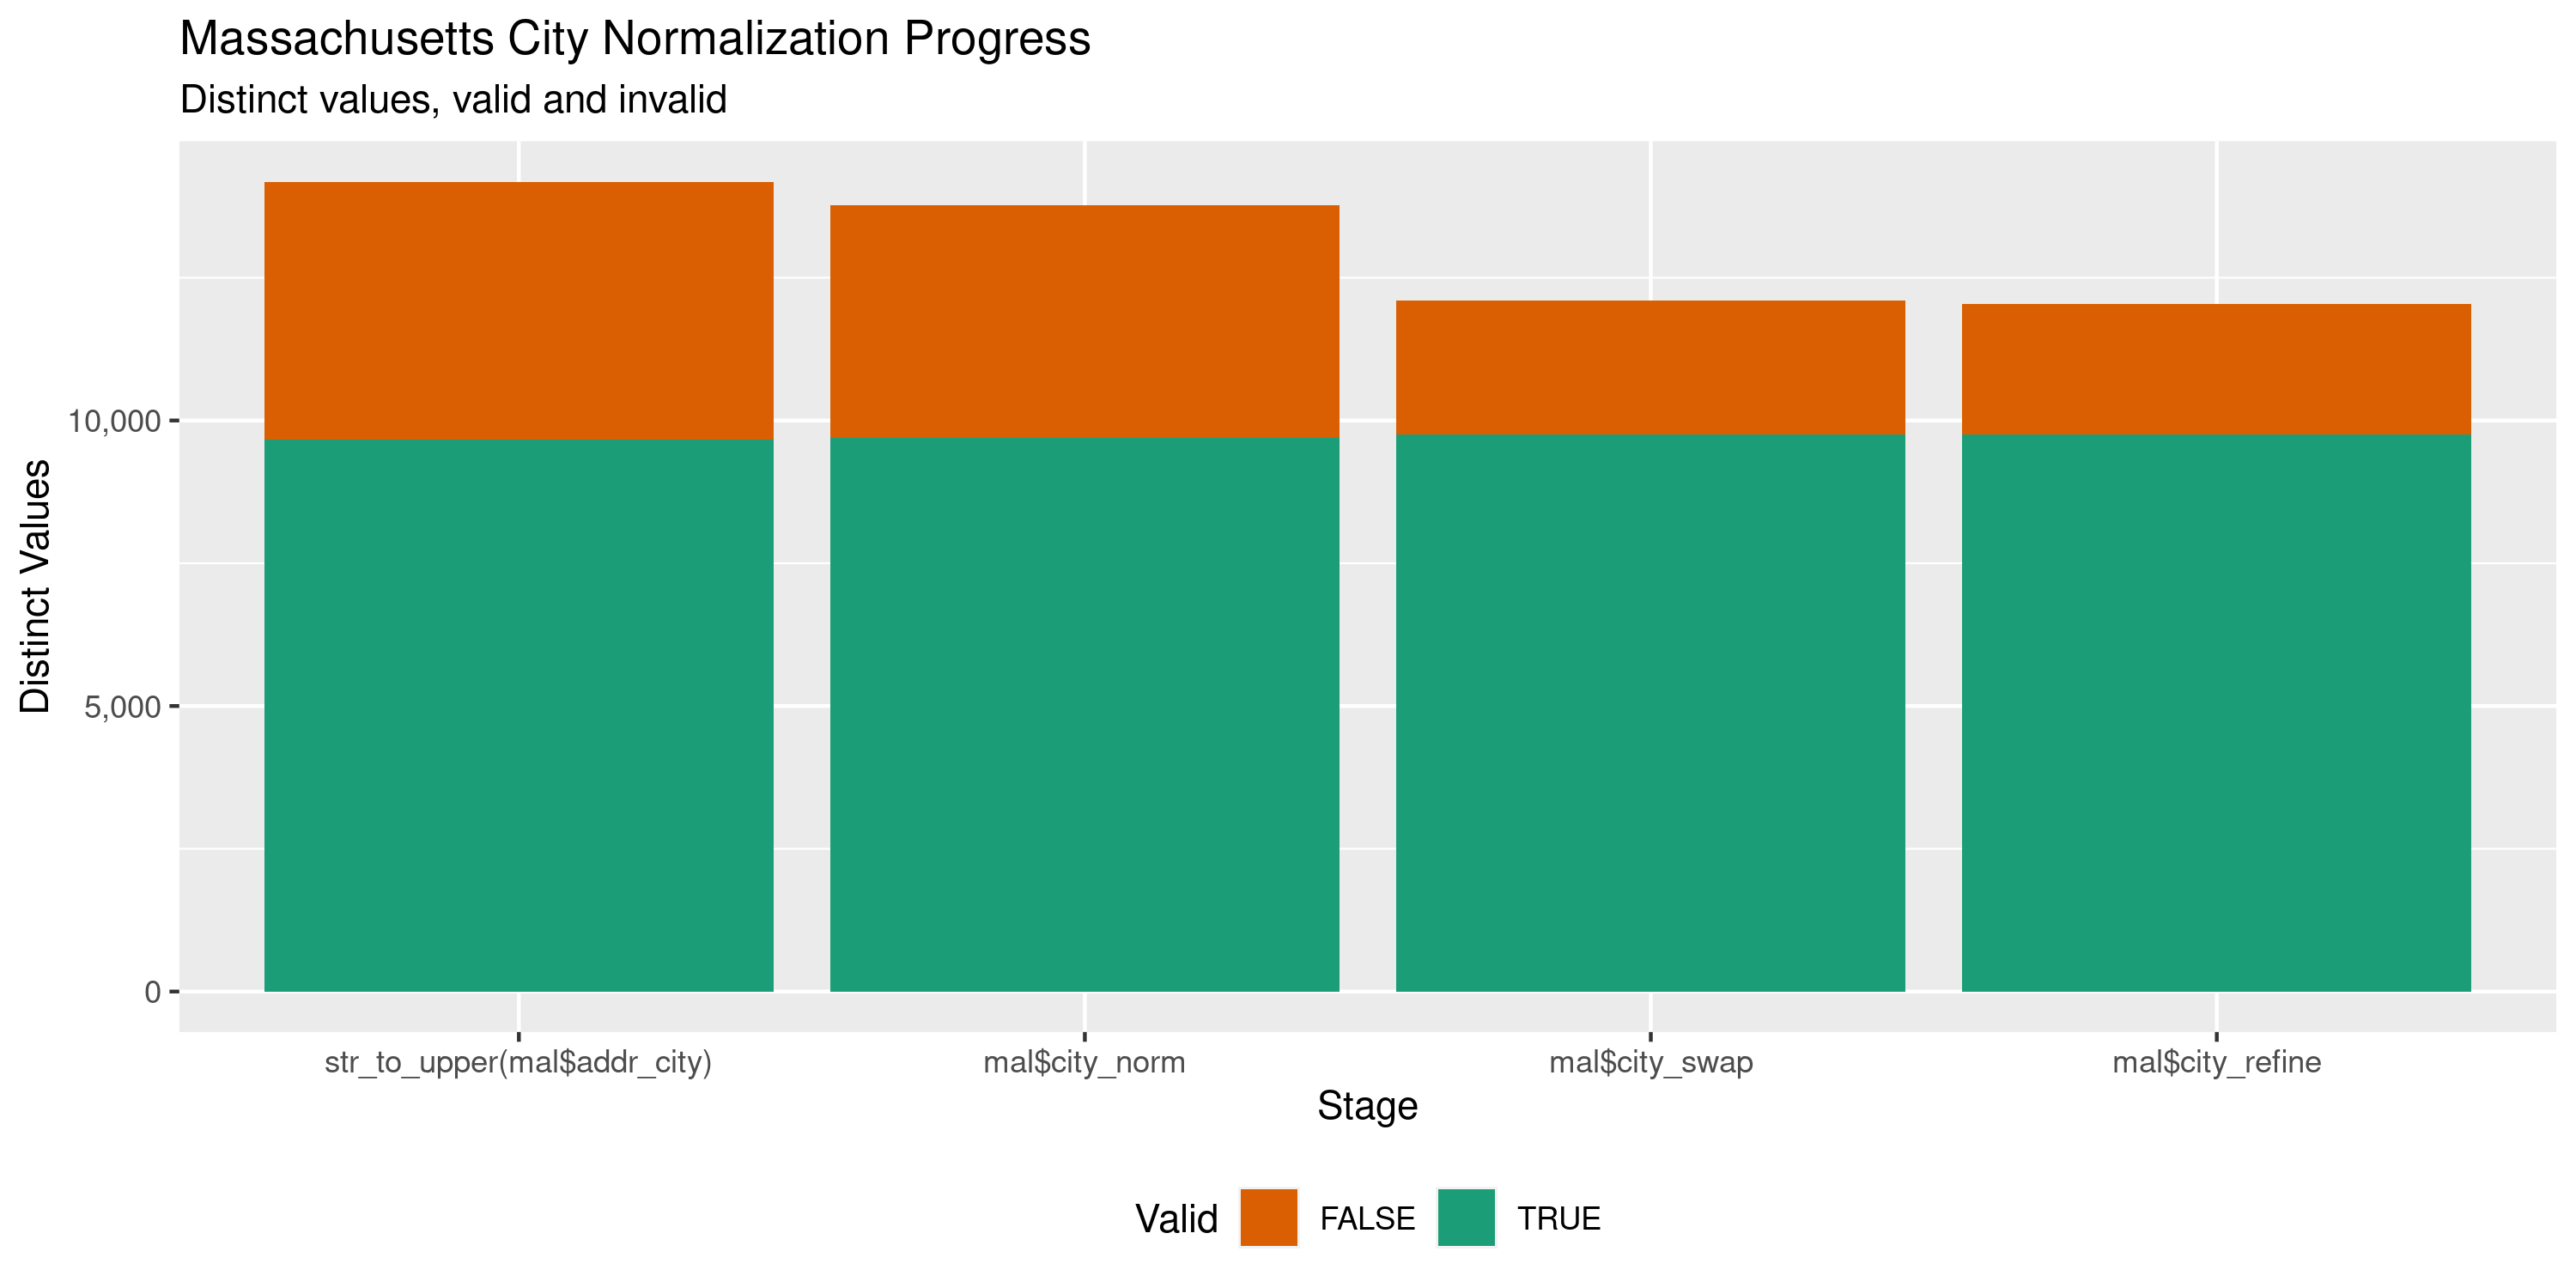 Massachusetts City Normalization Progress
Distinct values, valid and invalid
Distinct Values
10,000
5,000
0
str_to_upper(mal$addr_city)
mal$city_norm
mal$city_swap
mal$city_refine
Stage
Valid
FALSE
TRUE